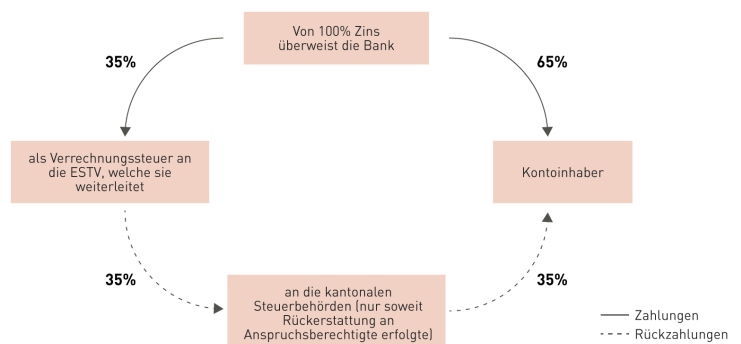 Von 100% Zins
überweist die Bank
35%
65%
als Verrechnungssteuer an
die ESTV, welche sie
weiterleitet
Kontoinhaber
35%
35%
an die kantonalen
Steuerbehörden (nur soweit
Rückerstattung an
Anspruchsberechtigte erfolgte)
Zahlungen
Rückzahlungen